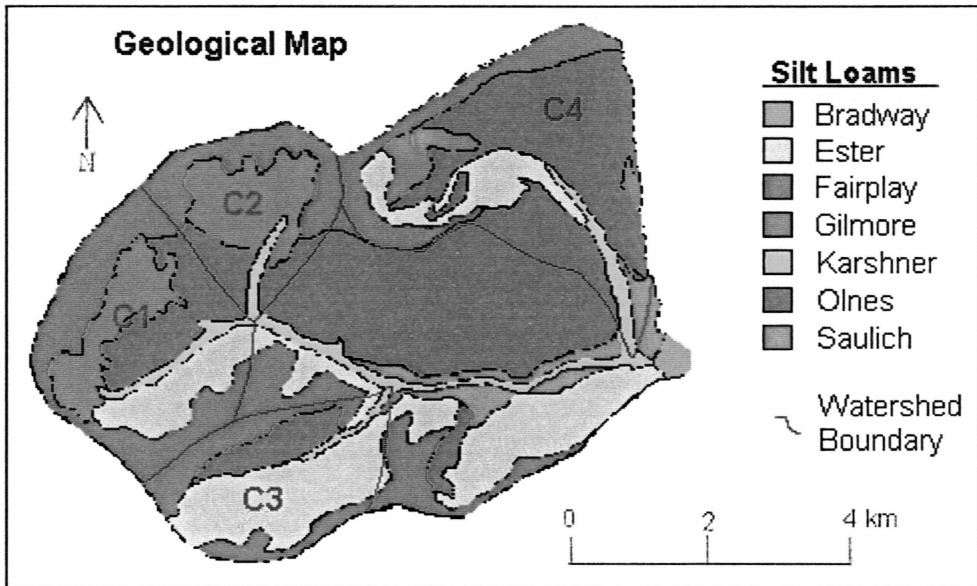 Geological Map
N
C4
C2
C1
C3
Silt Loams
Bradway
Ester
Fairplay
Gilmore
Karshner
Olnes
Saulich
Watershed
Boundary
0 2 4 km